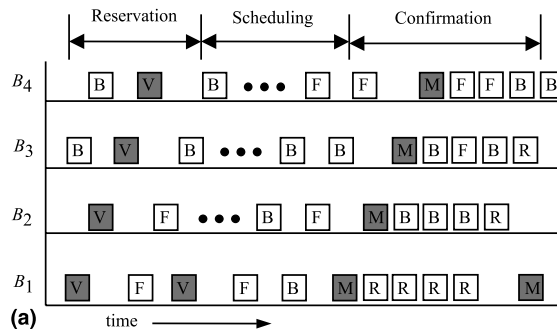 Reservation Scheduling Confirmation
B4 B V B F F M F F B B
B3 B V B B B M B F B R
B2 V F B F M B B B R
B1 V F V F B M R R R R M
(a) time